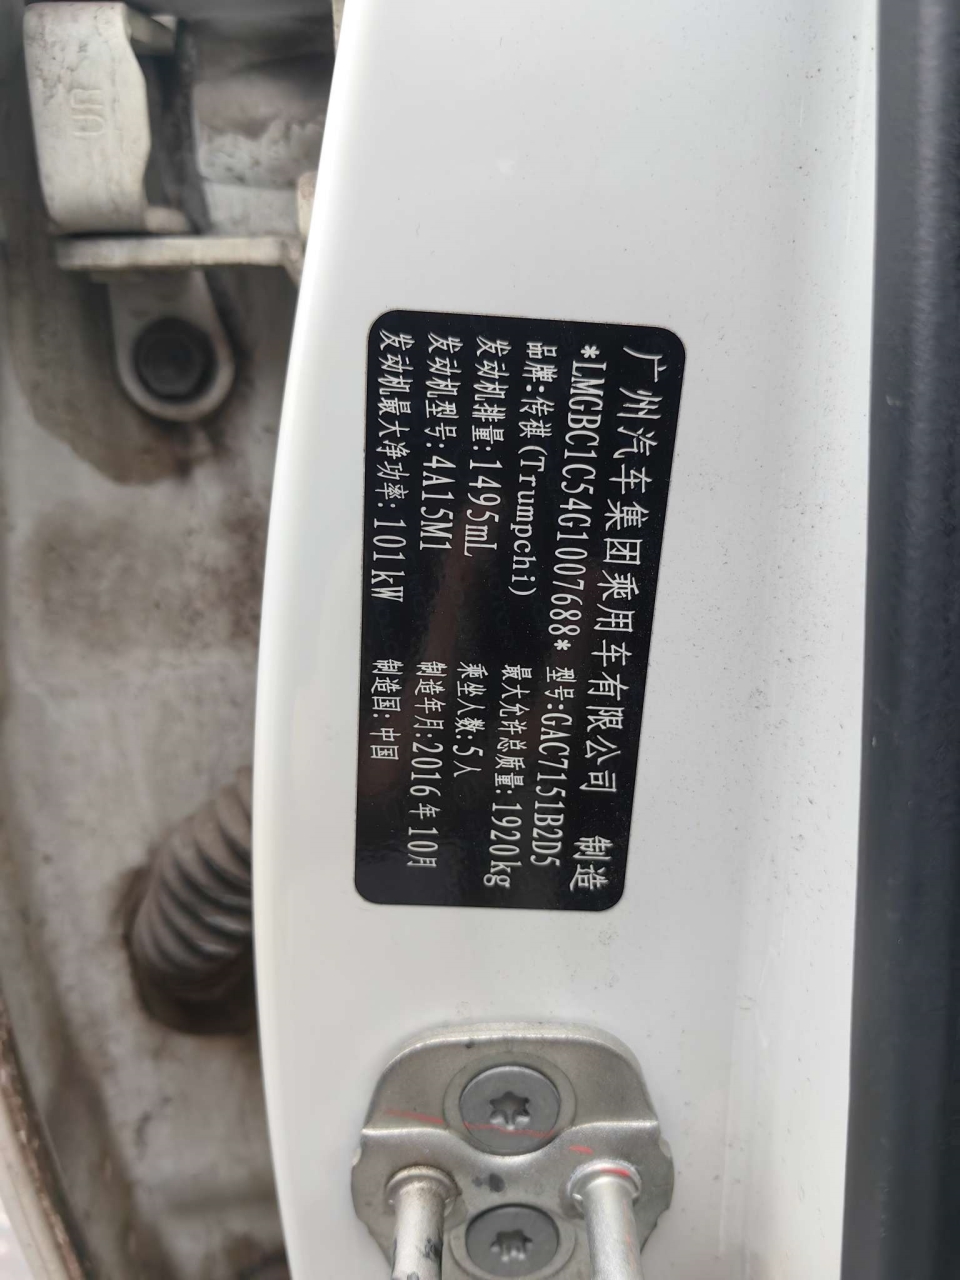 广州汽车集团乘用车有限公司 制造
*LMGBC1C54G1007688* 型号:GAC7151B2D5
品牌:传祺(Trumpchi) 最大允许总质量:1920kg
发动机排量:1495mL 乘坐人数:5人
发动机型号:4A15M1 制造年月:2016年10月
发动机最大净功率:101kW 制造国:中国